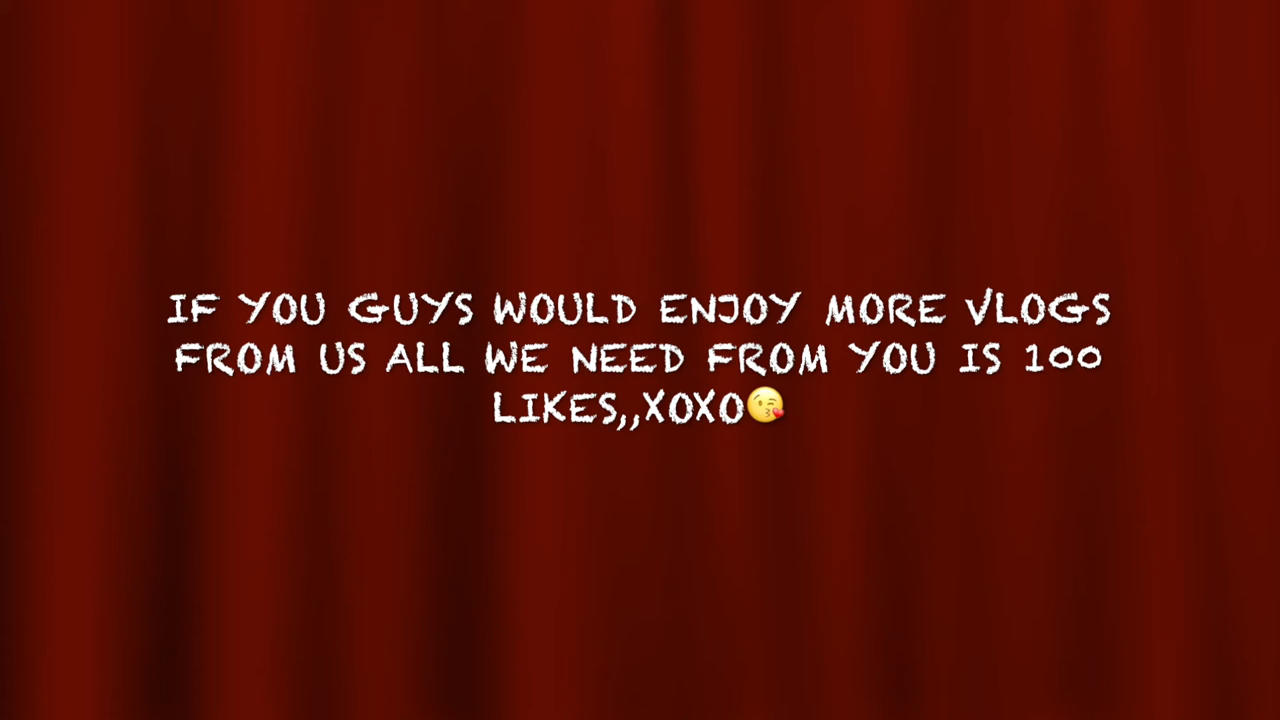 IF YOU GUYS WOULD ENJOY MORE VLOGS
FROM US ALL WE NEED FROM YOU IS 100
LIKES,,XOXO😘